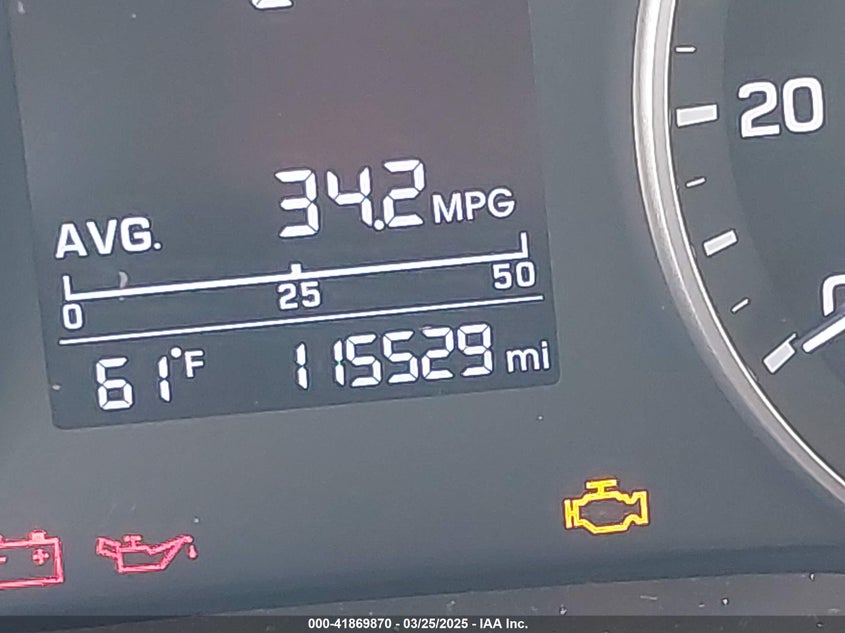 20
34.2 MPG
AVG.
0 25 50
61°F 115529 mi
000-41869870 - 03/25/2025 - IAA Inc.